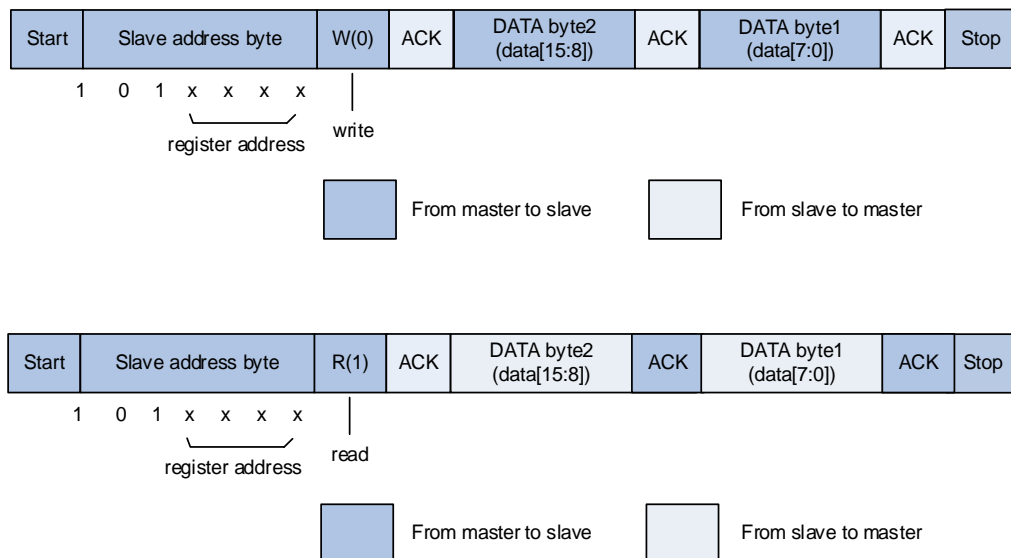 Start Slave address byte W(0) ACK DATA byte2 (data[15:8]) ACK DATA byte1 (data[7:0]) ACK Stop
1 0 1 x x x x
register address
write
From master to slave From slave to master
Start Slave address byte R(1) ACK DATA byte2 (data[15:8]) ACK DATA byte1 (data[7:0]) ACK Stop
1 0 1 x x x x
register address
read
From master to slave From slave to master